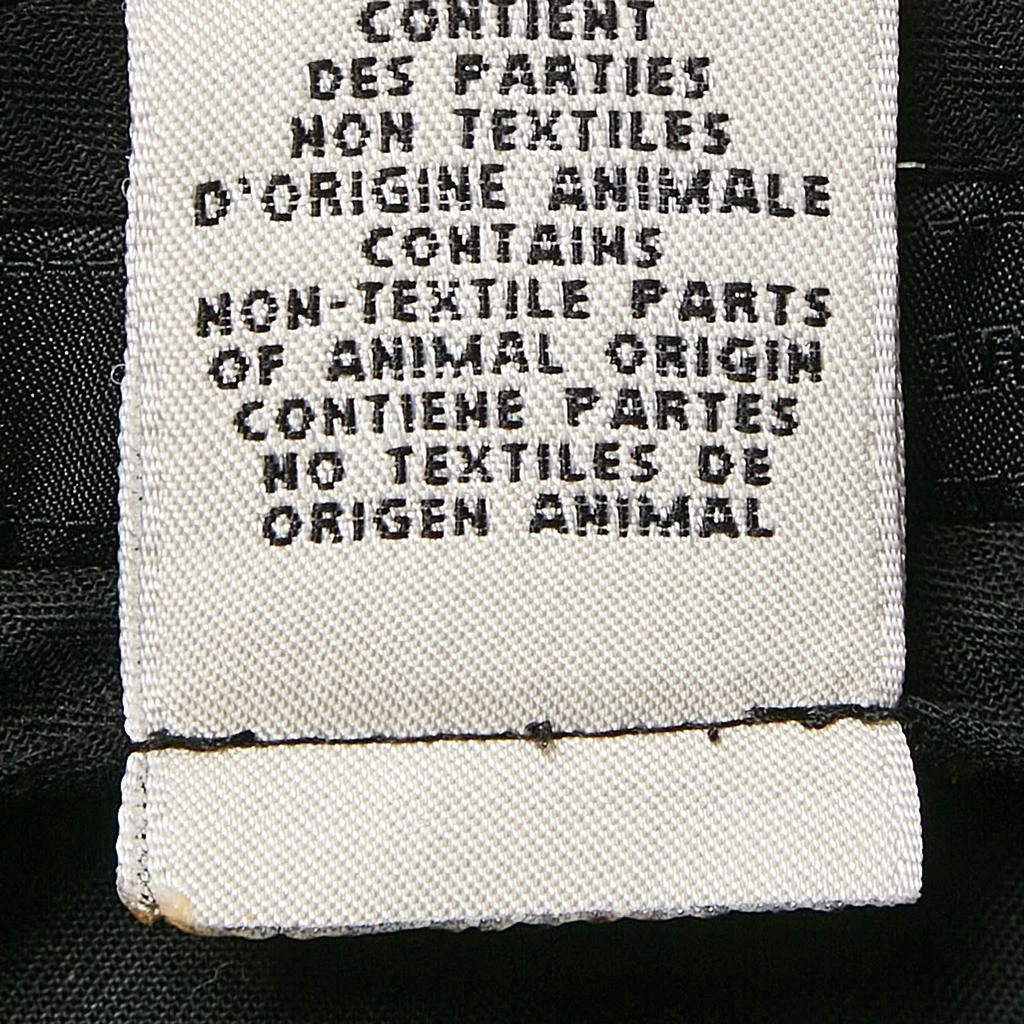 CONTIENT
DES PARTIES
NON TEXTILES
D'ORIGINE ANIMALE
CONTAINS
NON-TEXTILE PARTS
OF ANIMAL ORIGIN
CONTIENE PARTES
NO TEXTILES DE
ORIGEN ANIMAL